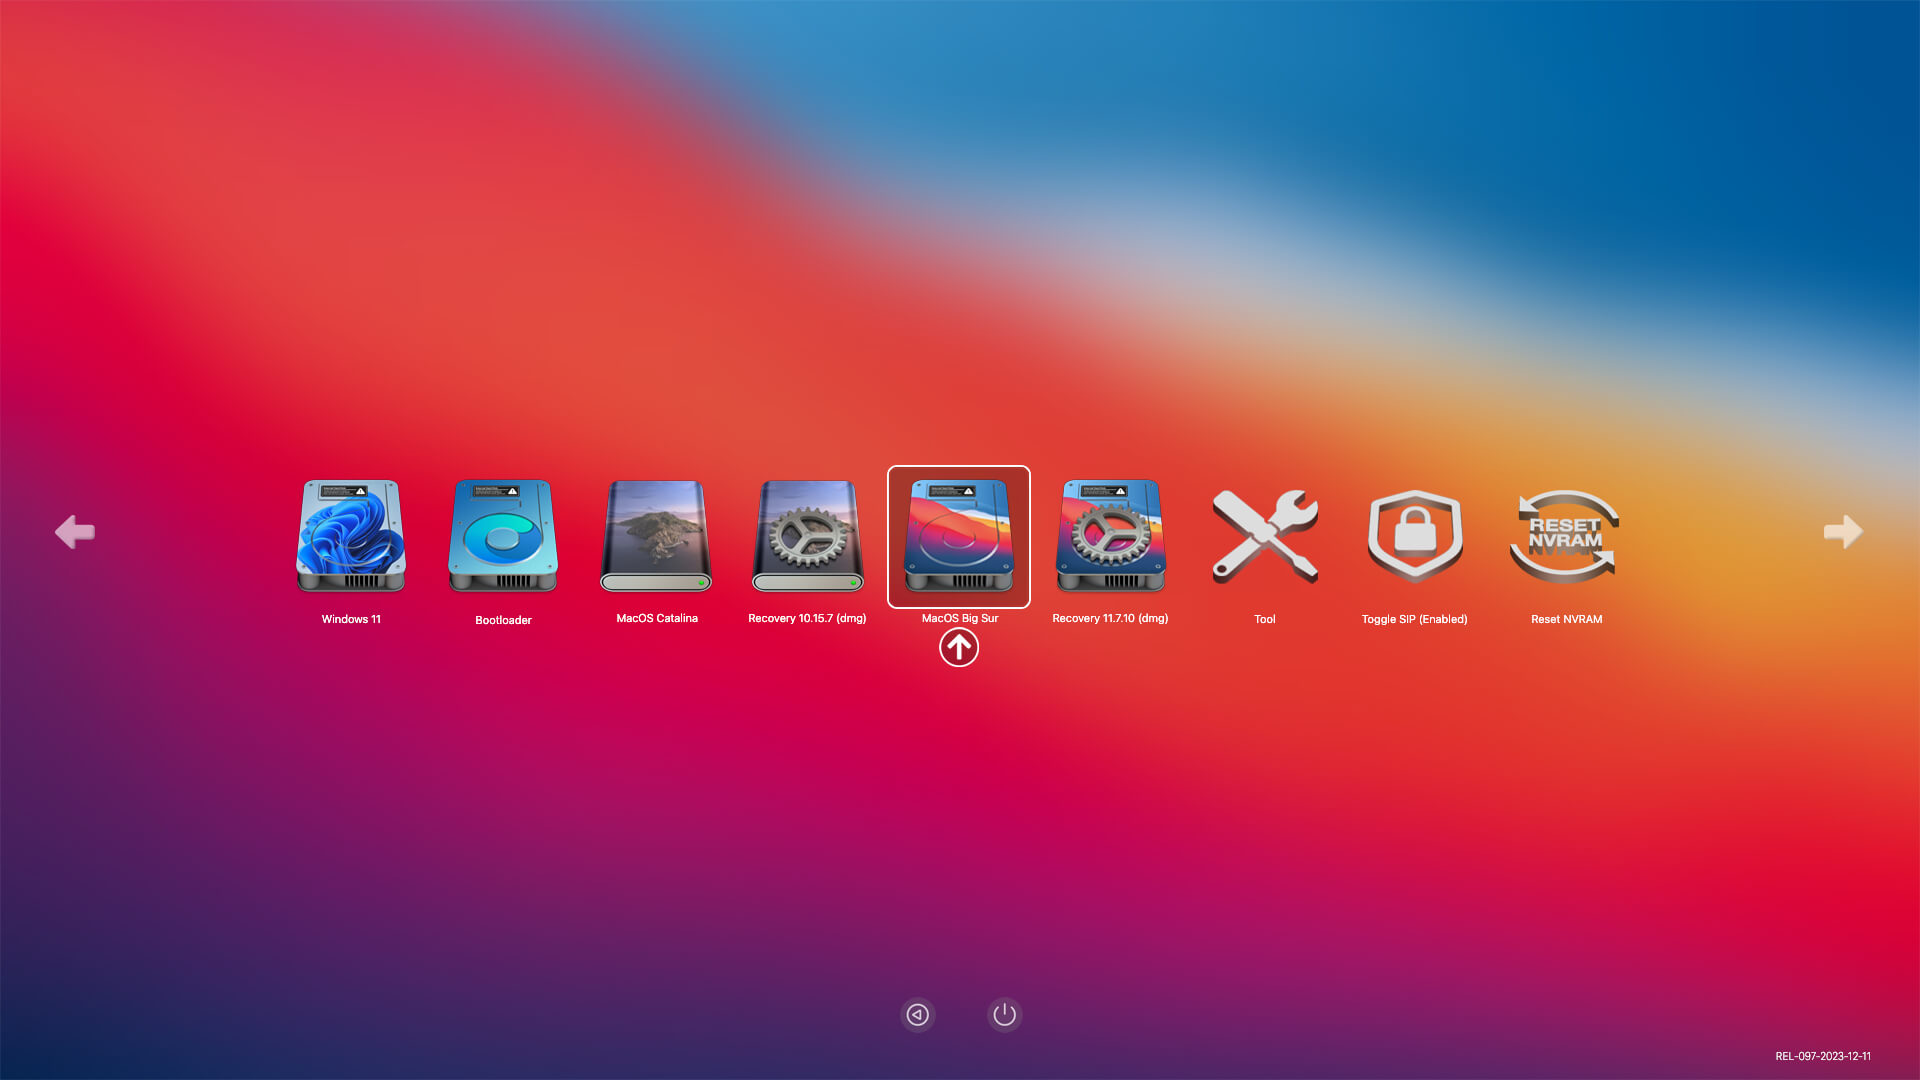 Windows 11
Bootloader
MacOS Catalina
Recovery 10.15.7 (dmg)
MacOS Big Sur
Recovery 11.7.10 (dmg)
Tool
Toggle SIP (Enabled)
RESET
NVRAM
Reset NVRAM
REL-097-2023-12-11